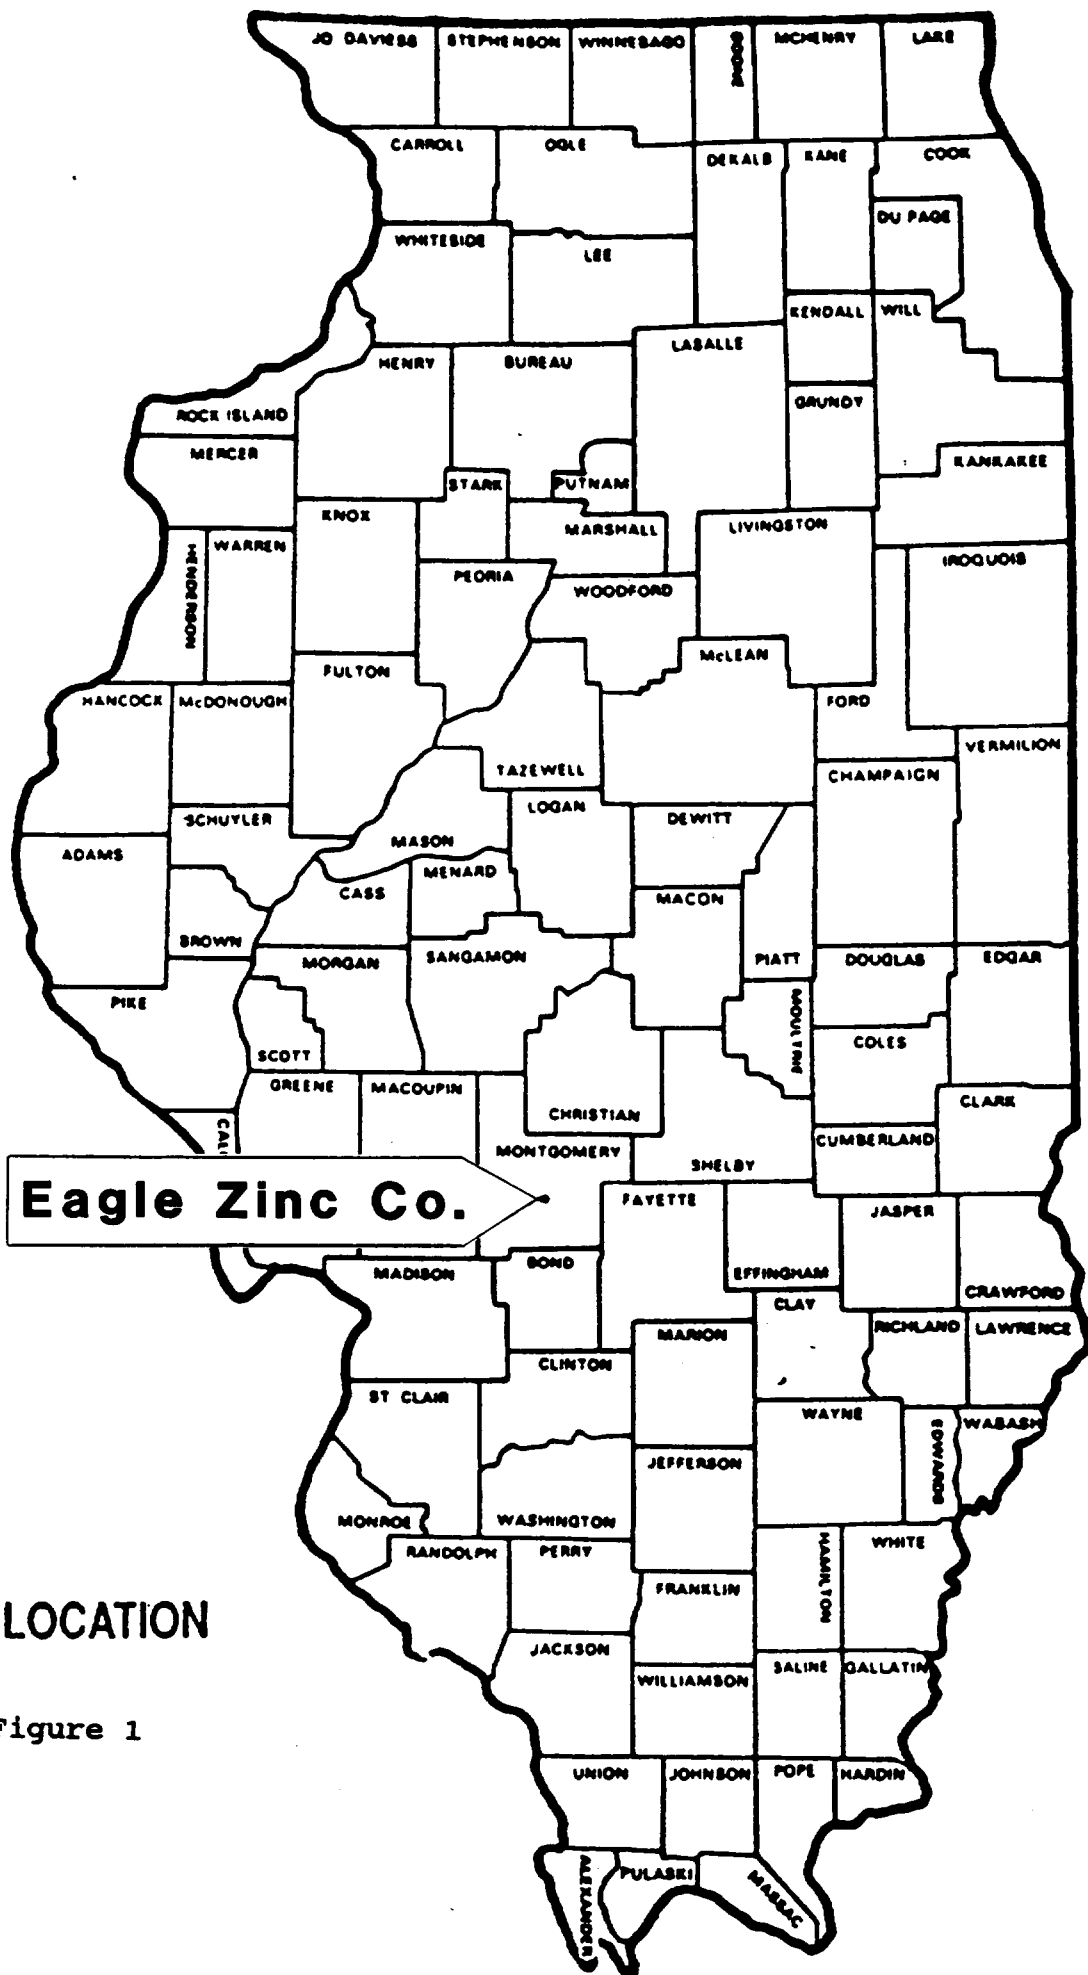 JO DAVIESS
STEPHENSON
WINNEBAGO
BOONE
MCHENRY
LAKE
CARROLL
OGLE
DEKALB
KANE
COOK
DU PAGE
WHITESIDE
LEE
KENDALL
WILL
HENRY
BUREAU
LASALLE
GRUNDY
ROCK ISLAND
MERCER
STARK
PUTNAM
KANKAKEE
KNOX
MARSHALL
LIVINGSTON
HENDERSON
WARREN
PEORIA
WOODFORD
IROQUOIS
FULTON
McLEAN
HANCOCK
McDONOUGH
FORD
VERMILION
TAZEWELL
CHAMPAIGN
LOGAN
SCHUYLER
MASON
DEWITT
ADAMS
CASS
MENARD
MACON
BROWN
MORGAN
SANGAMON
PIATT
DOUGLAS
EDGAR
PIKE
MOULTRIE
SCOTT
COLES
GREENE
MACOUPIN
CLARK
CHRISTIAN
CAL
MONTGOMERY
CUMBERLAND
SHELBY
Eagle Zinc Co.
FAYETTE
JASPER
MADISON
BOND
EFFINGHAM
CRAWFORD
CLAY
MARION
RICHLAND
LAWRENCE
CLINTON
ST CLAIR
WAYNE
EDWARDS
WABASH
JEFFERSON
MONROE
WASHINGTON
RANDOLPH
PERRY
HAMILTON
WHITE
FRANKLIN
LOCATION
JACKSON
WILLIAMSON
SALINE
GALLATIN
Figure 1
UNION
JOHNSON
POPE
HARDIN
ALEXANDER
PULASKI
MASSAC